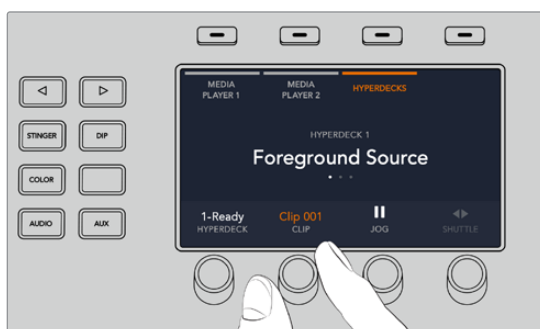 MEDIA
PLAYER 1
MEDIA
PLAYER 2
HYPERDECKS
HYPERDECK 1
Foreground Source
1-Ready
HYPERDECK
Clip 001
CLIP
JOG
SHUTTLE
STINGER
DIP
COLOR
AUDIO
AUX